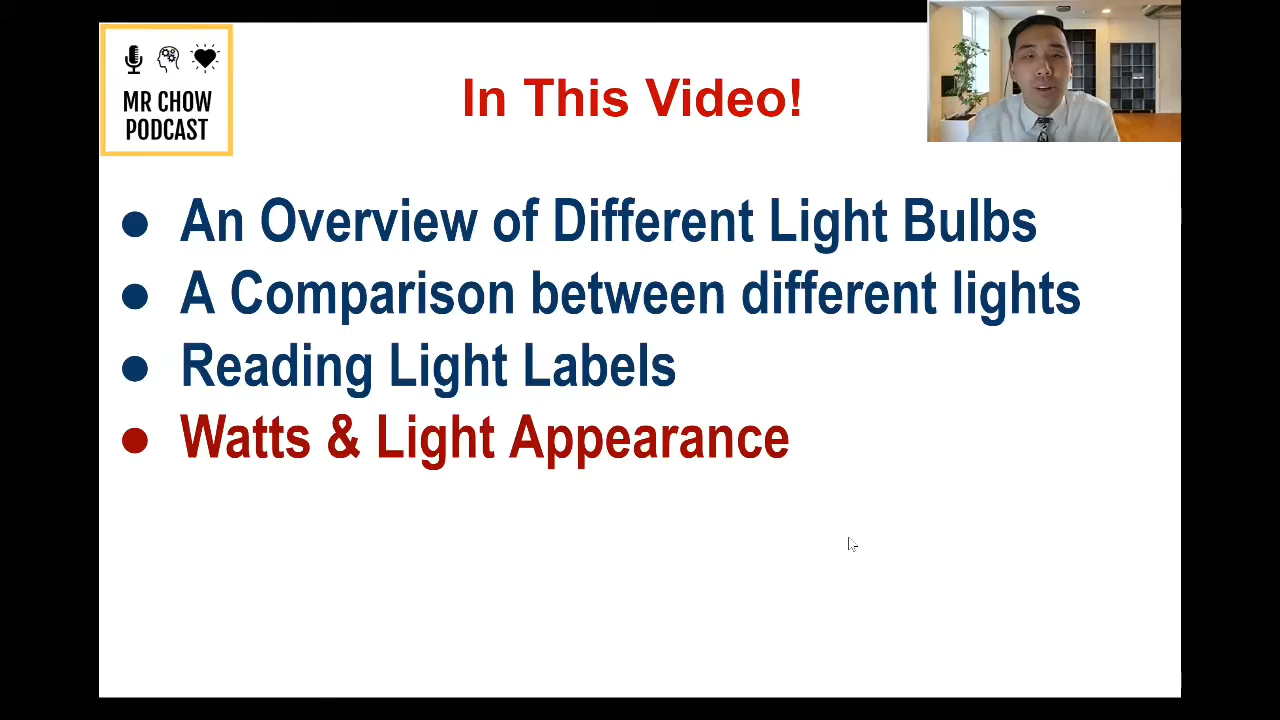 MR CHOW
PODCAST
In This Video!
An Overview of Different Light Bulbs
A Comparison between different lights
Reading Light Labels
Watts & Light Appearance